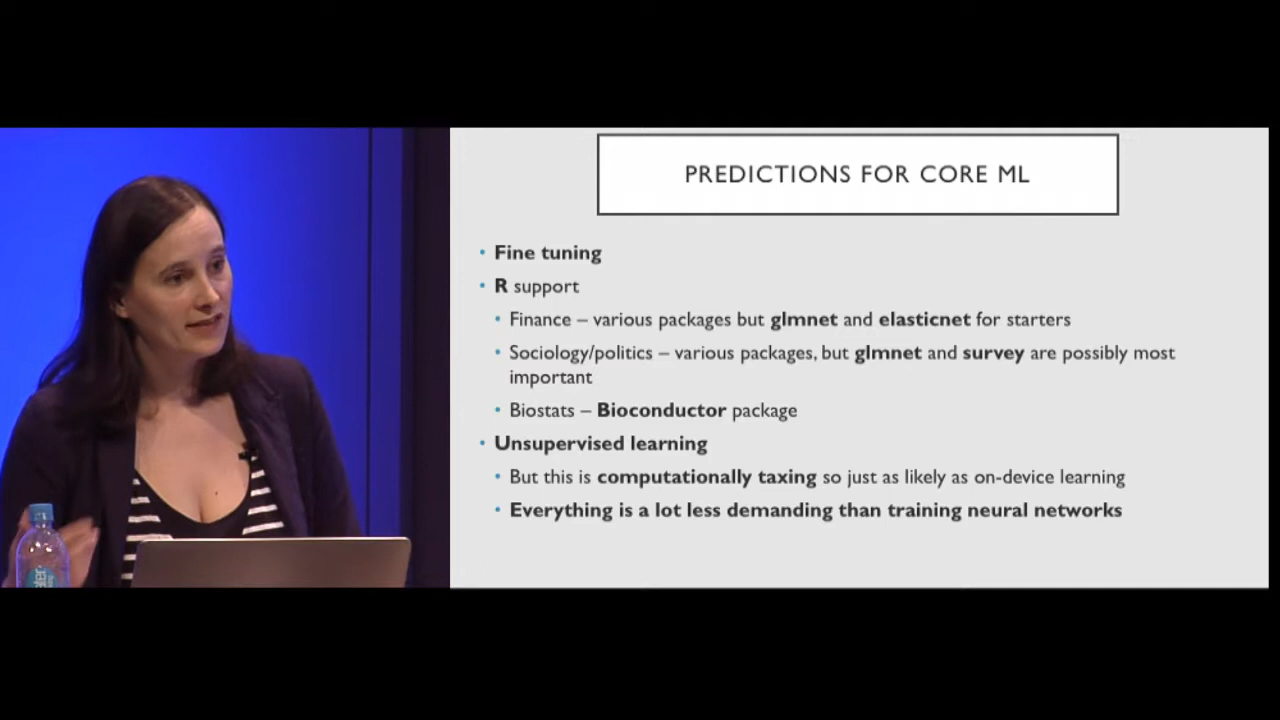 PREDICTIONS FOR CORE ML
• Fine tuning
• R support
• Finance – various packages but glmnet and elasticnet for starters
• Sociology/politics – various packages, but glmnet and survey are possibly most
important
• Biostats – Bioconductor package
• Unsupervised learning
• But this is computationally taxing so just as likely as on-device learning
• Everything is a lot less demanding than training neural networks